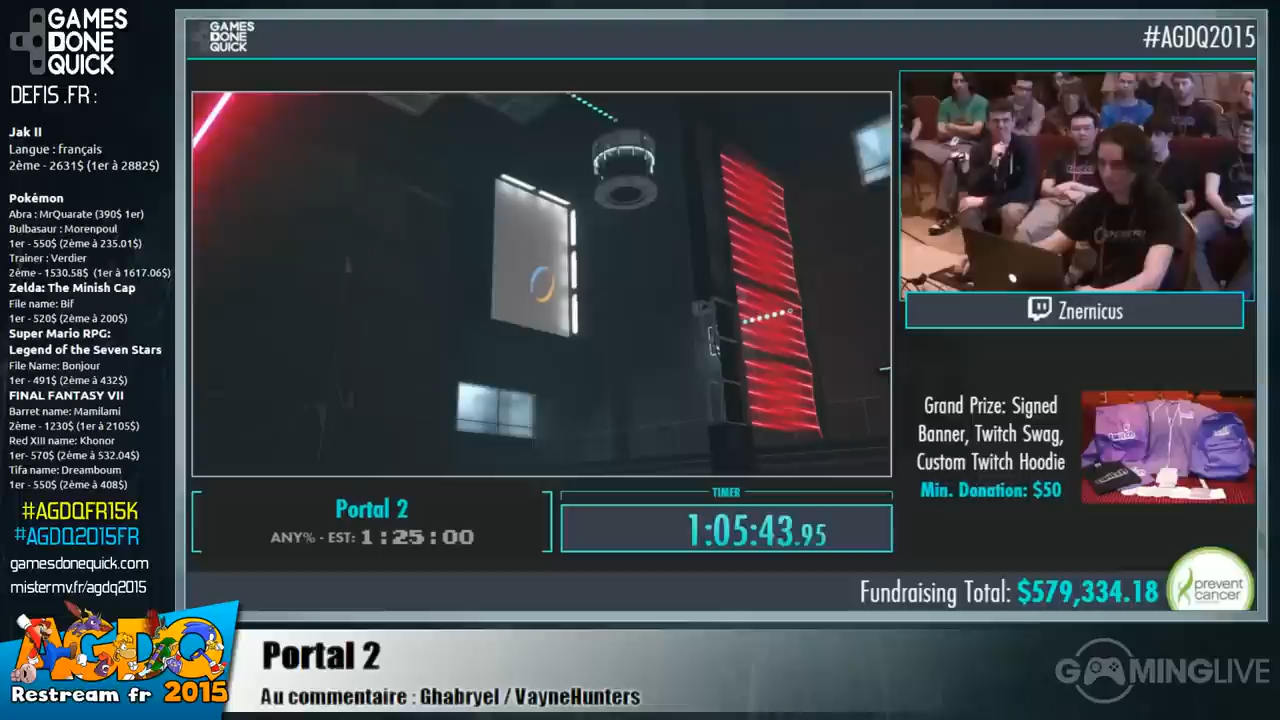 GAMES
DONE
QUICK
DEFIS .FR :
Jak II
Langue : français
2ème - 2631$ (1er à 2882$)
Pokémon
Abra : MrQuarate (390$ 1er)
Bulbasaur : Morenpoul
1er - 550$ (2ème à 235.01$)
Trainer : Verdier
2ème - 1530.58$ (1er à 1617.06$)
Zelda: The Minish Cap
File name: Bif
1er - 520$ (2ème à 200$)
Super Mario RPG:
Legend of the Seven Stars
File Name: Bonjour
1er - 491$ (2ème à 432$)
FINAL FANTASY VII
Barret name: Mamilami
2ème - 1230$ (1er à 2105$)
Red XIII name: Khonor
1er- 570$ (2ème à 532.04$)
Tifa name: Dreamboum
1er - 550$ (2ème à 408$)
#AGDQFR15K
#AGDQ2015FR
gamesdonequick.com
mistermv.fr/agdq2015
AGDQ
Restream fr 2015
GAMES
DONE
QUICK
#AGDQ2015
Znernicus
Grand Prize: Signed
Banner, Twitch Swag,
Custom Twitch Hoodie
Min. Donation: $50
Portal 2
ANY% - EST: 1:25:00
TIMER
1:05:43.95
Fundraising Total: $579,334.18
prevent
cancer
Portal 2
Au commentaire : Ghabryel / VayneHunters
GAMINGLIVE